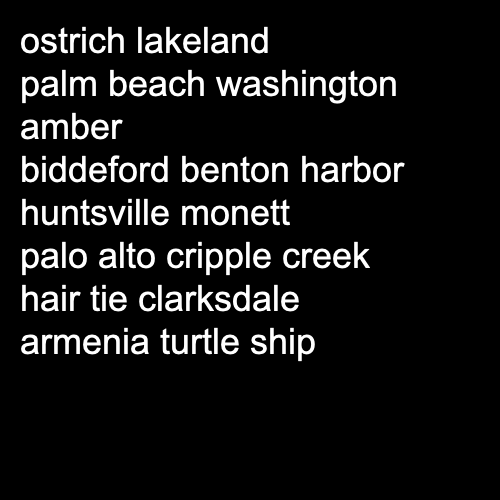 ostrich lakeland
palm beach washington
amber
biddeford benton harbor
huntsville monett
palo alto cripple creek
hair tie clarksdale
armenia turtle ship